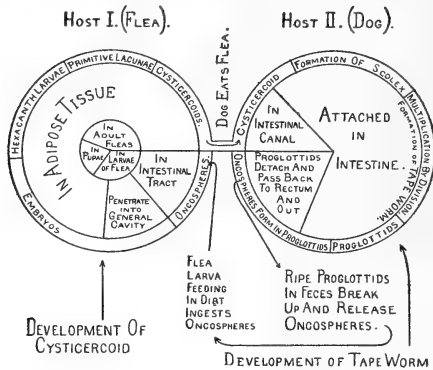 HOST I. (FLEA).
HOST II. (DOG).
DOG EATS FLEA.
HEXACANTH LARVAE
PRIMITIVE LACUNAE
CYSTICERCOIDS.
IN ADIPOSE TISSUE
IN
ADULT
FLEAS
IN PUPAE
IN LARVAE
OF FLEA
IN
INTESTINAL
TRACT
PENETRATE
INTO
GENERAL
CAVITY
EMBRYOS
ONCOSPHERES.
CYSTICERCOID
FORMATION OF SCOLEX
MULTIPLICATION BY DIVISION
FORMATION OF TAPE WORM.
IN
INTESTINAL
CANAL
ATTACHED
IN
INTESTINE.
PROGLOTTIDS
DETACH AND
PASS BACK
TO RECTUM
AND
OUT
ONCOSPHERES FORM IN PROGLOTTIDS
PROGLOTTIDS
FLEA
LARVA
FEEDING
IN DIRT
INGESTS
ONCOSPHERES
RIPE PROGLOTTIDS
IN FECES BREAK
UP AND RELEASE
ONCOSPHERES.
DEVELOPMENT OF
CYSTICERCOID
DEVELOPMENT OF TAPE WORM